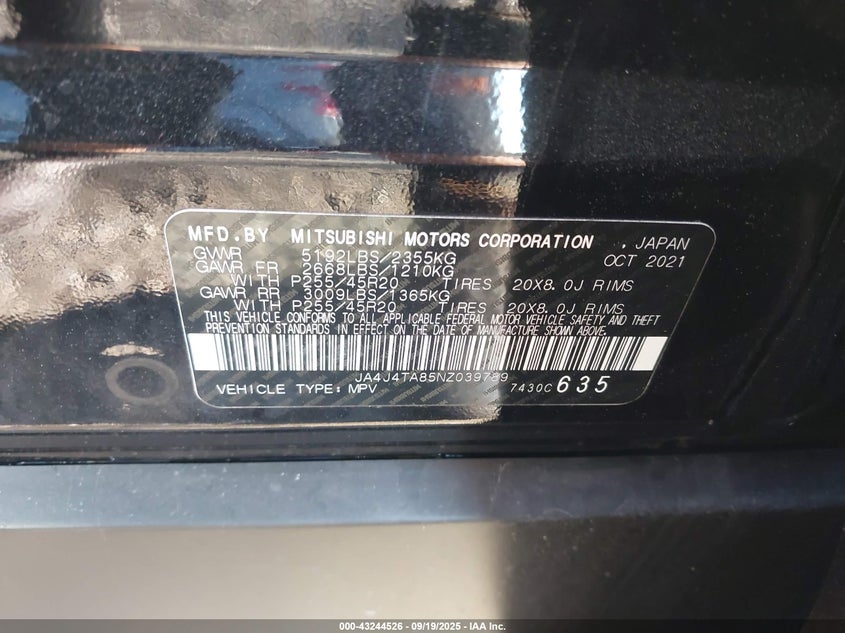 MFD.BY MITSUBISHI MOTORS CORPORATION , JAPAN
GVWR 5192LBS/2355KG OCT 2021
GAWR FR 2668LBS/1210KG
WITH P255/45R20 TIRES 20X8.0J RIMS
GAWR RR 3009LBS/1365KG
WITH P255/45R20 TIRES 20X8.0J RIMS
THIS VEHICLE CONFORMS TO ALL APPLICABLE FEDERAL MOTOR VEHICLE SAFETY AND THEFT
PREVENTION STANDARDS IN EFFECT ON THE DATE OF MANUFACTURE SHOWN ABOVE.
JA4J4TA85NZ039789
VEHICLE TYPE: MPV 7430C 635
000-43244526 - 09/19/2025 - IAA Inc.